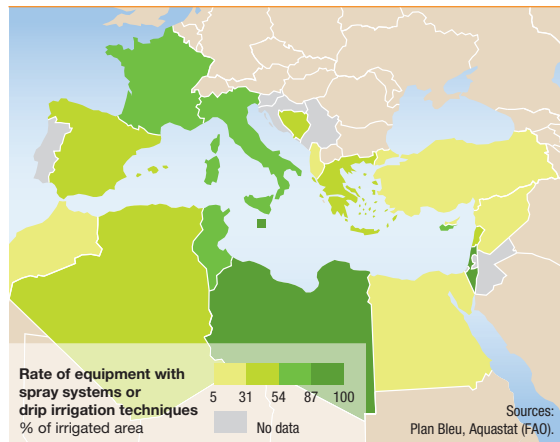 Rate of equipment with
spray systems or
drip irrigation techniques
% of irrigated area
5 31 54 87 100
No data
Sources:
Plan Bleu, Aquastat (FAO).